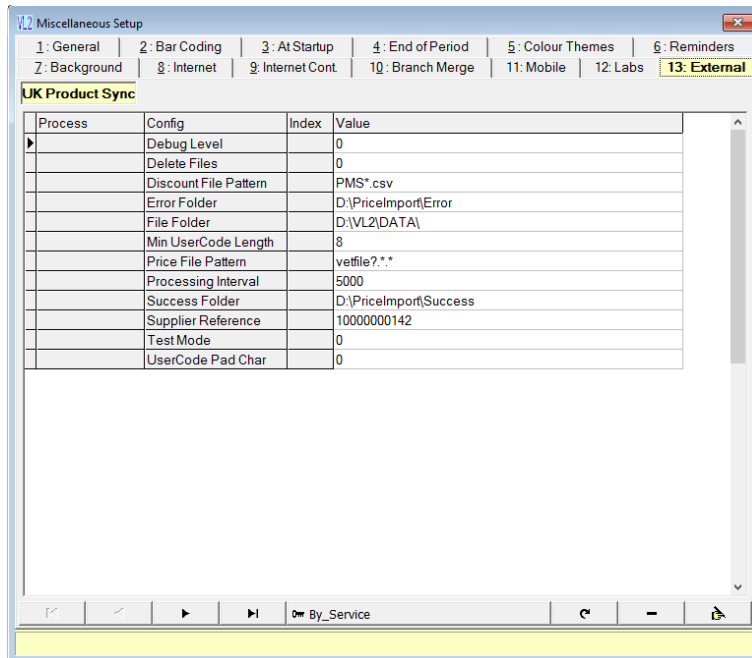 VL2 Miscellaneous Setup
1 : General 2 : Bar Coding 3 : At Startup 4 : End of Period 5 : Colour Themes 6 : Reminders
7 : Background 8 : Internet 9: Internet Cont. 10 : Branch Merge 11: Mobile 12: Labs 13: External
UK Product Sync
Process Config Index Value
Debug Level 0
Delete Files 0
Discount File Pattern PMS*.csv
Error Folder D:\PriceImport\Error
File Folder D:\VL2\DATA\
Min UserCode Length 8
Price File Pattern vetfile?.*.*
Processing Interval 5000
Success Folder D:\PriceImport\Success
Supplier Reference 10000000142
Test Mode 0
UserCode Pad Char 0
By_Service